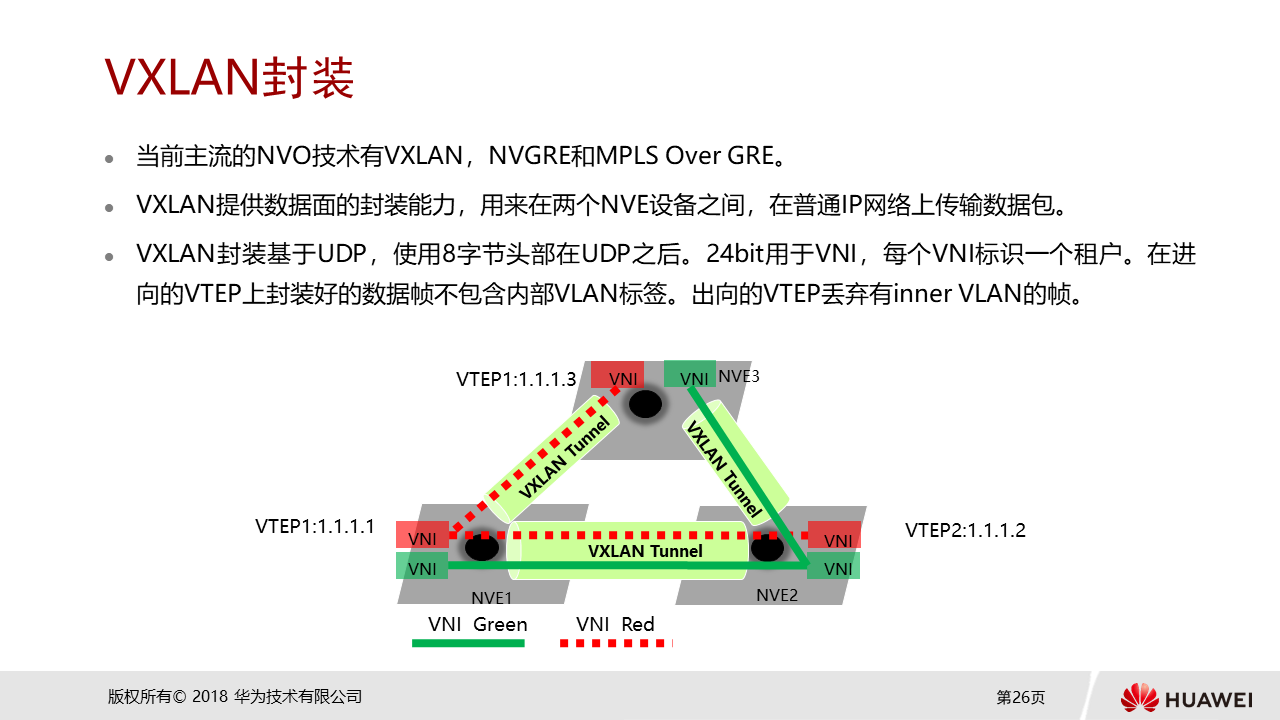 VXLAN封装
当前主流的NVO技术有VXLAN，NVGRE和MPLS Over GRE。
VXLAN提供数据面的封装能力，用来在两个NVE设备之间，在普通IP网络上传输数据包。
VXLAN封装基于UDP，使用8字节头部在UDP之后。24bit用于VNI，每个VNI标识一个租户。在进
向的VTEP上封装好的数据帧不包含内部VLAN标签。出向的VTEP丢弃有inner VLAN的帧。
VTEP1:1.1.1.3
VNI
VNI
NVE3
VXLAN Tunnel
VXLAN Tunnel
VTEP1:1.1.1.1
VNI
VNI
NVE1
VXLAN Tunnel
VNI
VNI
NVE2
VTEP2:1.1.1.2
VNI Green
VNI Red
版权所有© 2018 华为技术有限公司
第26页
HUAWEI